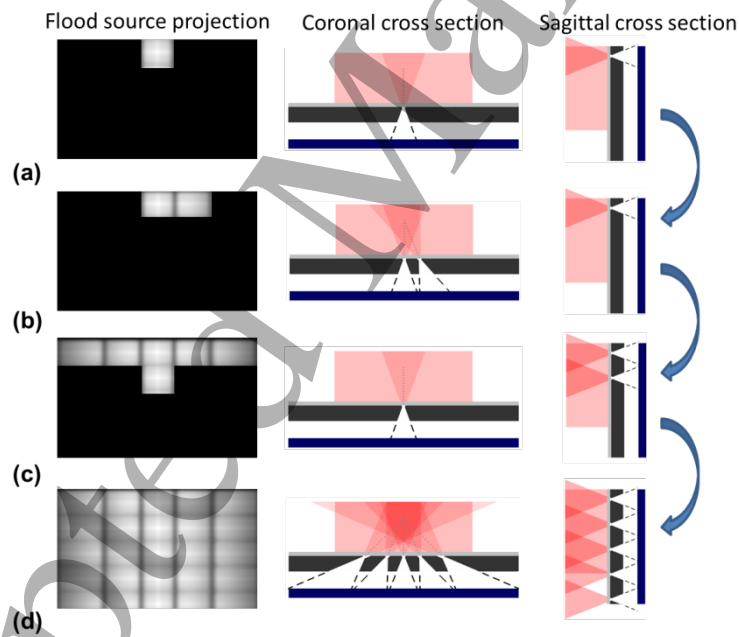 Flood source projection
Coronal cross section
Sagittal cross section
(a)
(b)
(c)
(d)